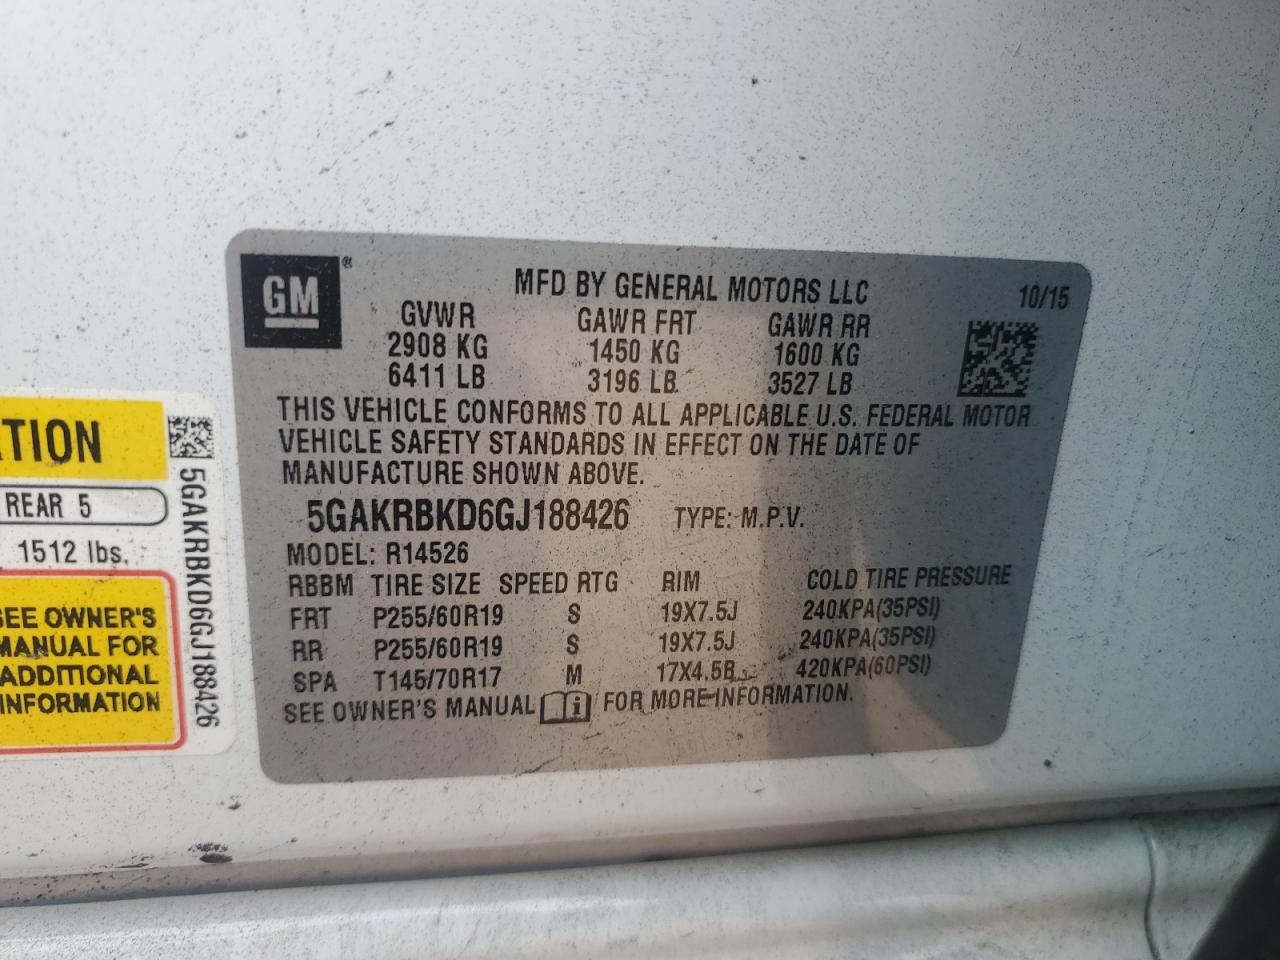 GM®
MFD BY GENERAL MOTORS LLC 10/15
GVWR GAWR FRT GAWR RR
2908 KG 1450 KG 1600 KG
6411 LB 3196 LB 3527 LB
THIS VEHICLE CONFORMS TO ALL APPLICABLE U.S. FEDERAL MOTOR
VEHICLE SAFETY STANDARDS IN EFFECT ON THE DATE OF
MANUFACTURE SHOWN ABOVE.
5GAKRBKD6GJ188426 TYPE: M.P.V.
MODEL: R14526
RBBM TIRE SIZE SPEED RTG RIM COLD TIRE PRESSURE
FRT P255/60R19 S 19X7.5J 240KPA(35PSI)
RR P255/60R19 S 19X7.5J 240KPA(35PSI)
SPA T145/70R17 M 17X4.5B 420KPA(60PSI)
SEE OWNER'S MANUAL i FOR MORE INFORMATION.
TION
REAR 5
1512 lbs.
SEE OWNER'S
MANUAL FOR
ADDITIONAL
INFORMATION
5GAKRBKD6GJ188426